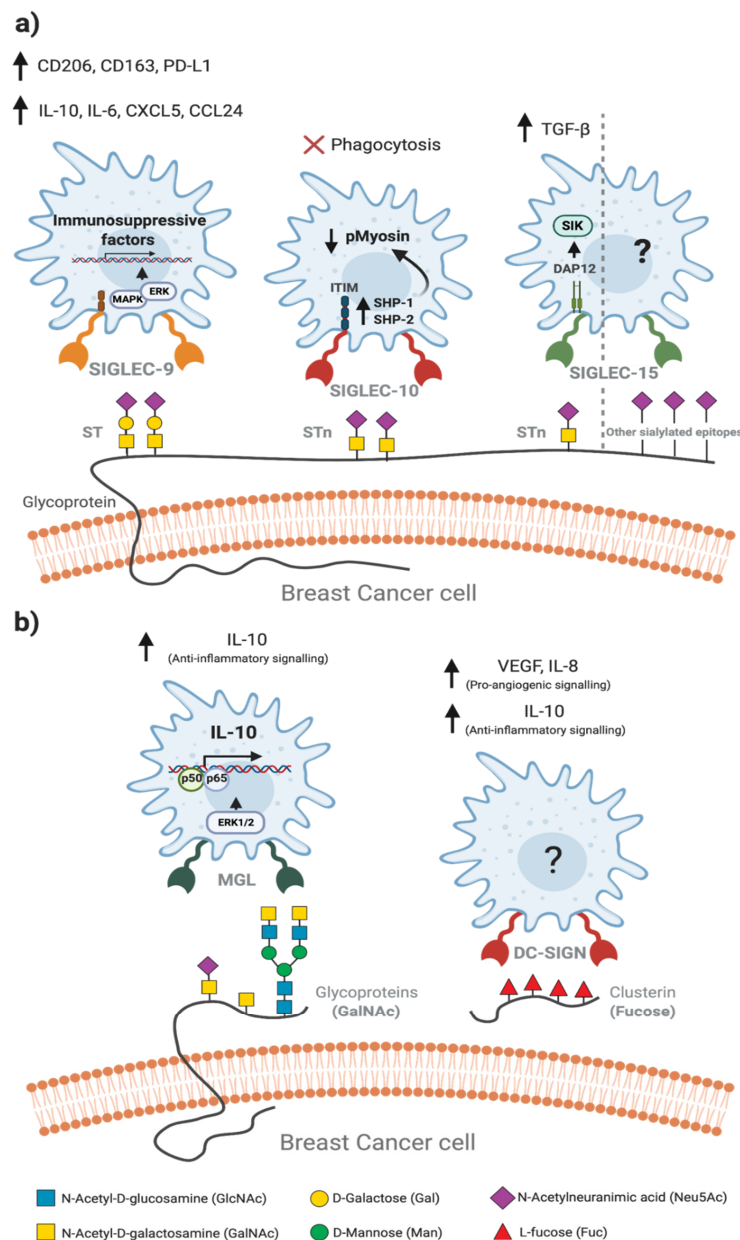 a)
CD206, CD163, PD-L1
IL-10, IL-6, CXCL5, CCL24
Phagocytosis
TGF-β
Immunosuppressive
factors
MAPK
ERK
SIGLEC-9
pMyosin
ITIM
SHP-1
SHP-2
SIGLEC-10
SIK
DAP12
?
SIGLEC-15
ST
STn
STn
Other sialylated epitopes
Glycoprotein
Breast Cancer cell
b)
IL-10
(Anti-inflammatory signalling)
VEGF, IL-8
(Pro-angiogenic signalling)
IL-10
(Anti-inflammatory signalling)
IL-10
p50 p65
ERK1/2
MGL
?
DC-SIGN
Glycoproteins
(GalNAc)
Clusterin
(Fucose)
Breast Cancer cell
N-Acetyl-D-glucosamine (GlcNAc)
D-Galactose (Gal)
N-Acetylneuranimic acid (Neu5Ac)
N-Acetyl-D-galactosamine (GalNAc)
D-Mannose (Man)
L-fucose (Fuc)